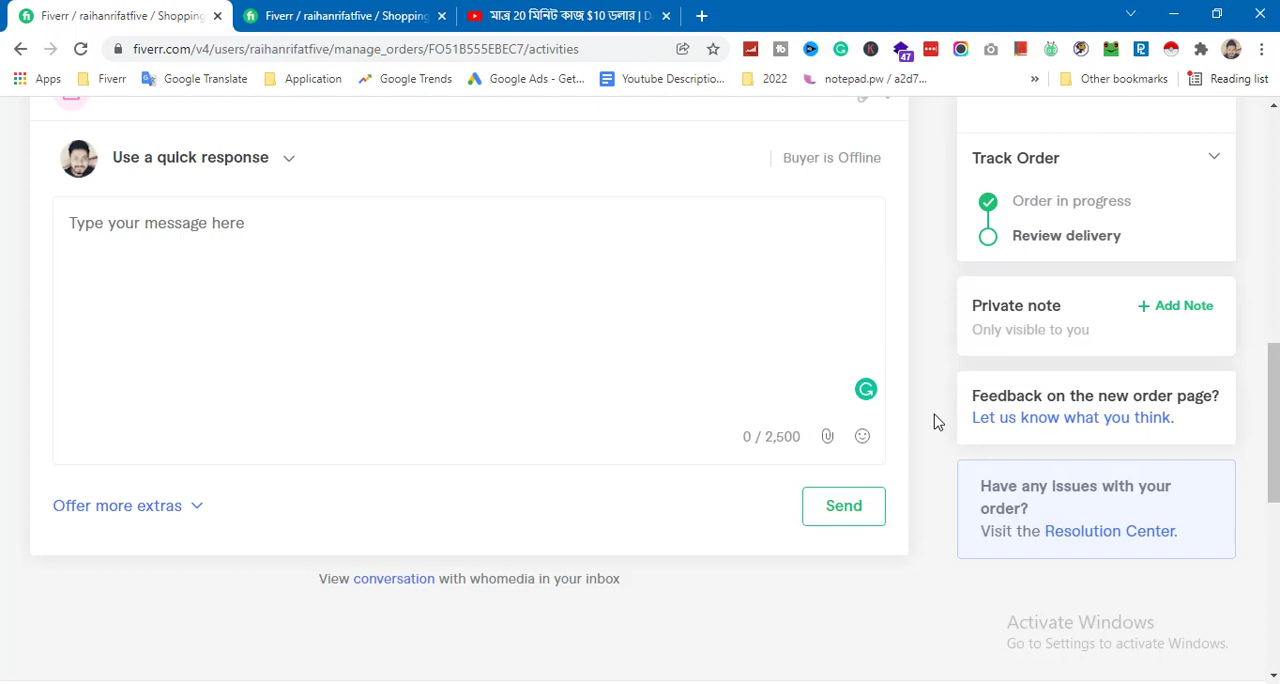 Fiverr / raihanrifatfive / Shopping
Fiverr / raihanrifatfive / Shopping
মাত্র 20 মিনিট কাজ $10 ডলার | D
fiverr.com/v4/users/raihanrifatfive/manage_orders/FO51B555EBEC7/activities
47
Apps
Fiverr
Google Translate
Application
Google Trends
Google Ads - Get...
Youtube Descriptio...
2022
notepad.pw / a2d7...
»
Other bookmarks
Reading list
Use a quick response
Buyer is Offline
Type your message here
0 / 2,500
Offer more extras
Send
View conversation with whomedia in your inbox
Track Order
Order in progress
Review delivery
Private note
+ Add Note
Only visible to you
Feedback on the new order page?
Let us know what you think.
Have any issues with your
order?
Visit the Resolution Center.
Activate Windows
Go to Settings to activate Windows.